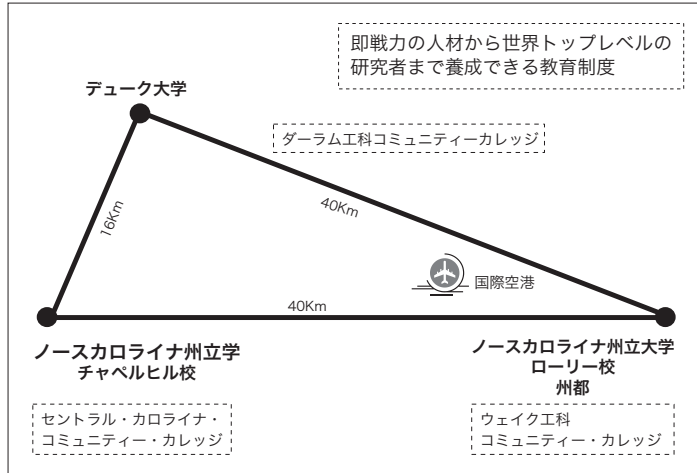 即戦力の人材から世界トップレベルの
研究者まで養成できる教育制度
デューク大学
ダーラム工科コミュニティーカレッジ
16Km
40Km
国際空港
40Km
ノースカロライナ州立学
チャペルヒル校
ノースカロライナ州立大学
ローリー校
州都
セントラル・カロライナ・
コミュニティー・カレッジ
ウェイク工科
コミュニティー・カレッジ